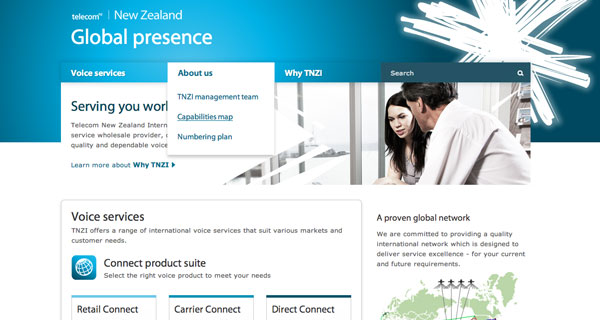 telecomNZ | New Zealand
Global presence
Voice services
About us
Why TNZI
Search
TNZI management team
Capabilities map
Numbering plan
Serving you worl
Telecom New Zealand Intern
service wholesale provider,
quality and dependable voice
Learn more about Why TNZI
Voice services
TNZI offers a range of international voice services that suit various markets and
customer needs.
Connect product suite
Select the right voice product to meet your needs
Retail Connect
Carrier Connect
Direct Connect
A proven global network
We are committed to providing a quality
international network which is designed to
deliver service excellence - for your current
and future requirements.